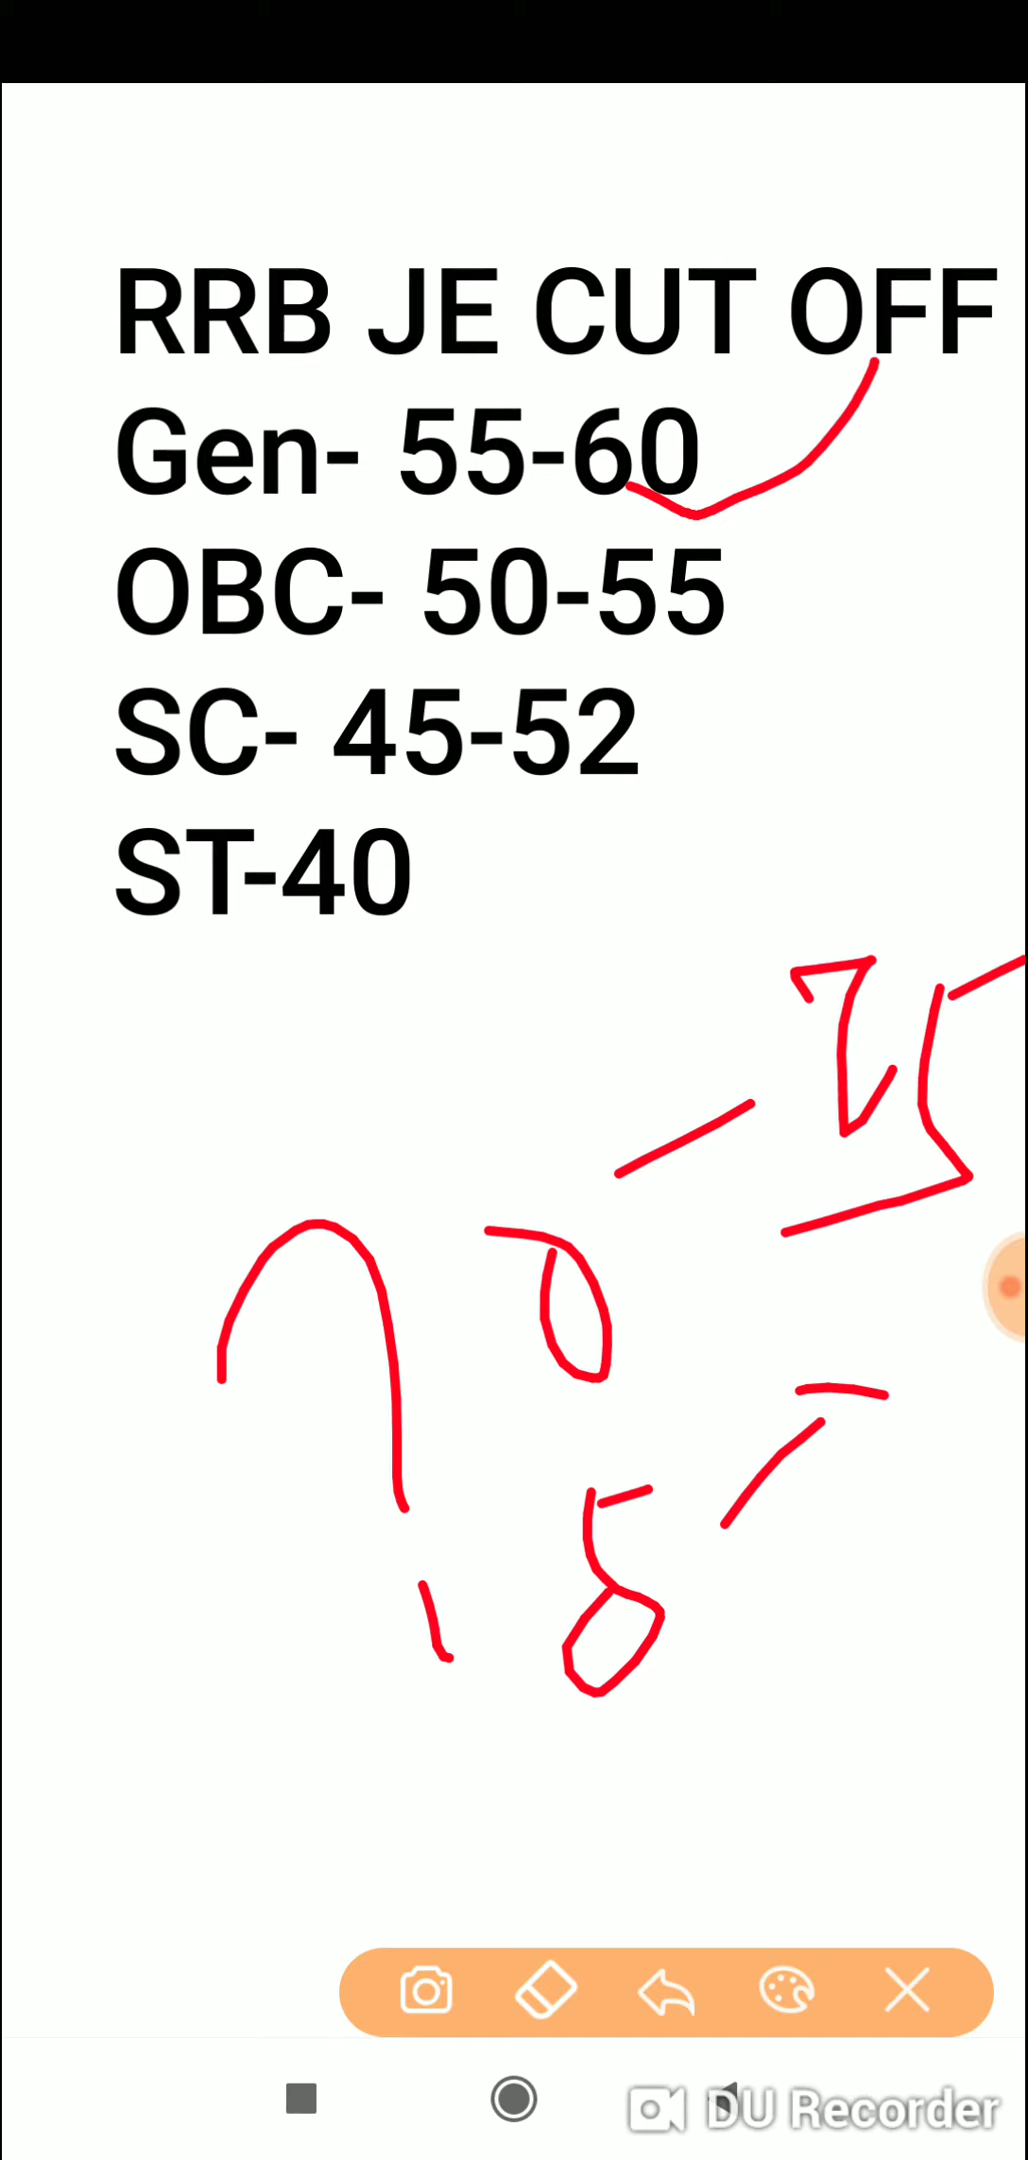 RRB JE CUT OFF
Gen- 55-60
OBC- 50-55
SC- 45-52
ST-40
DU Recorder